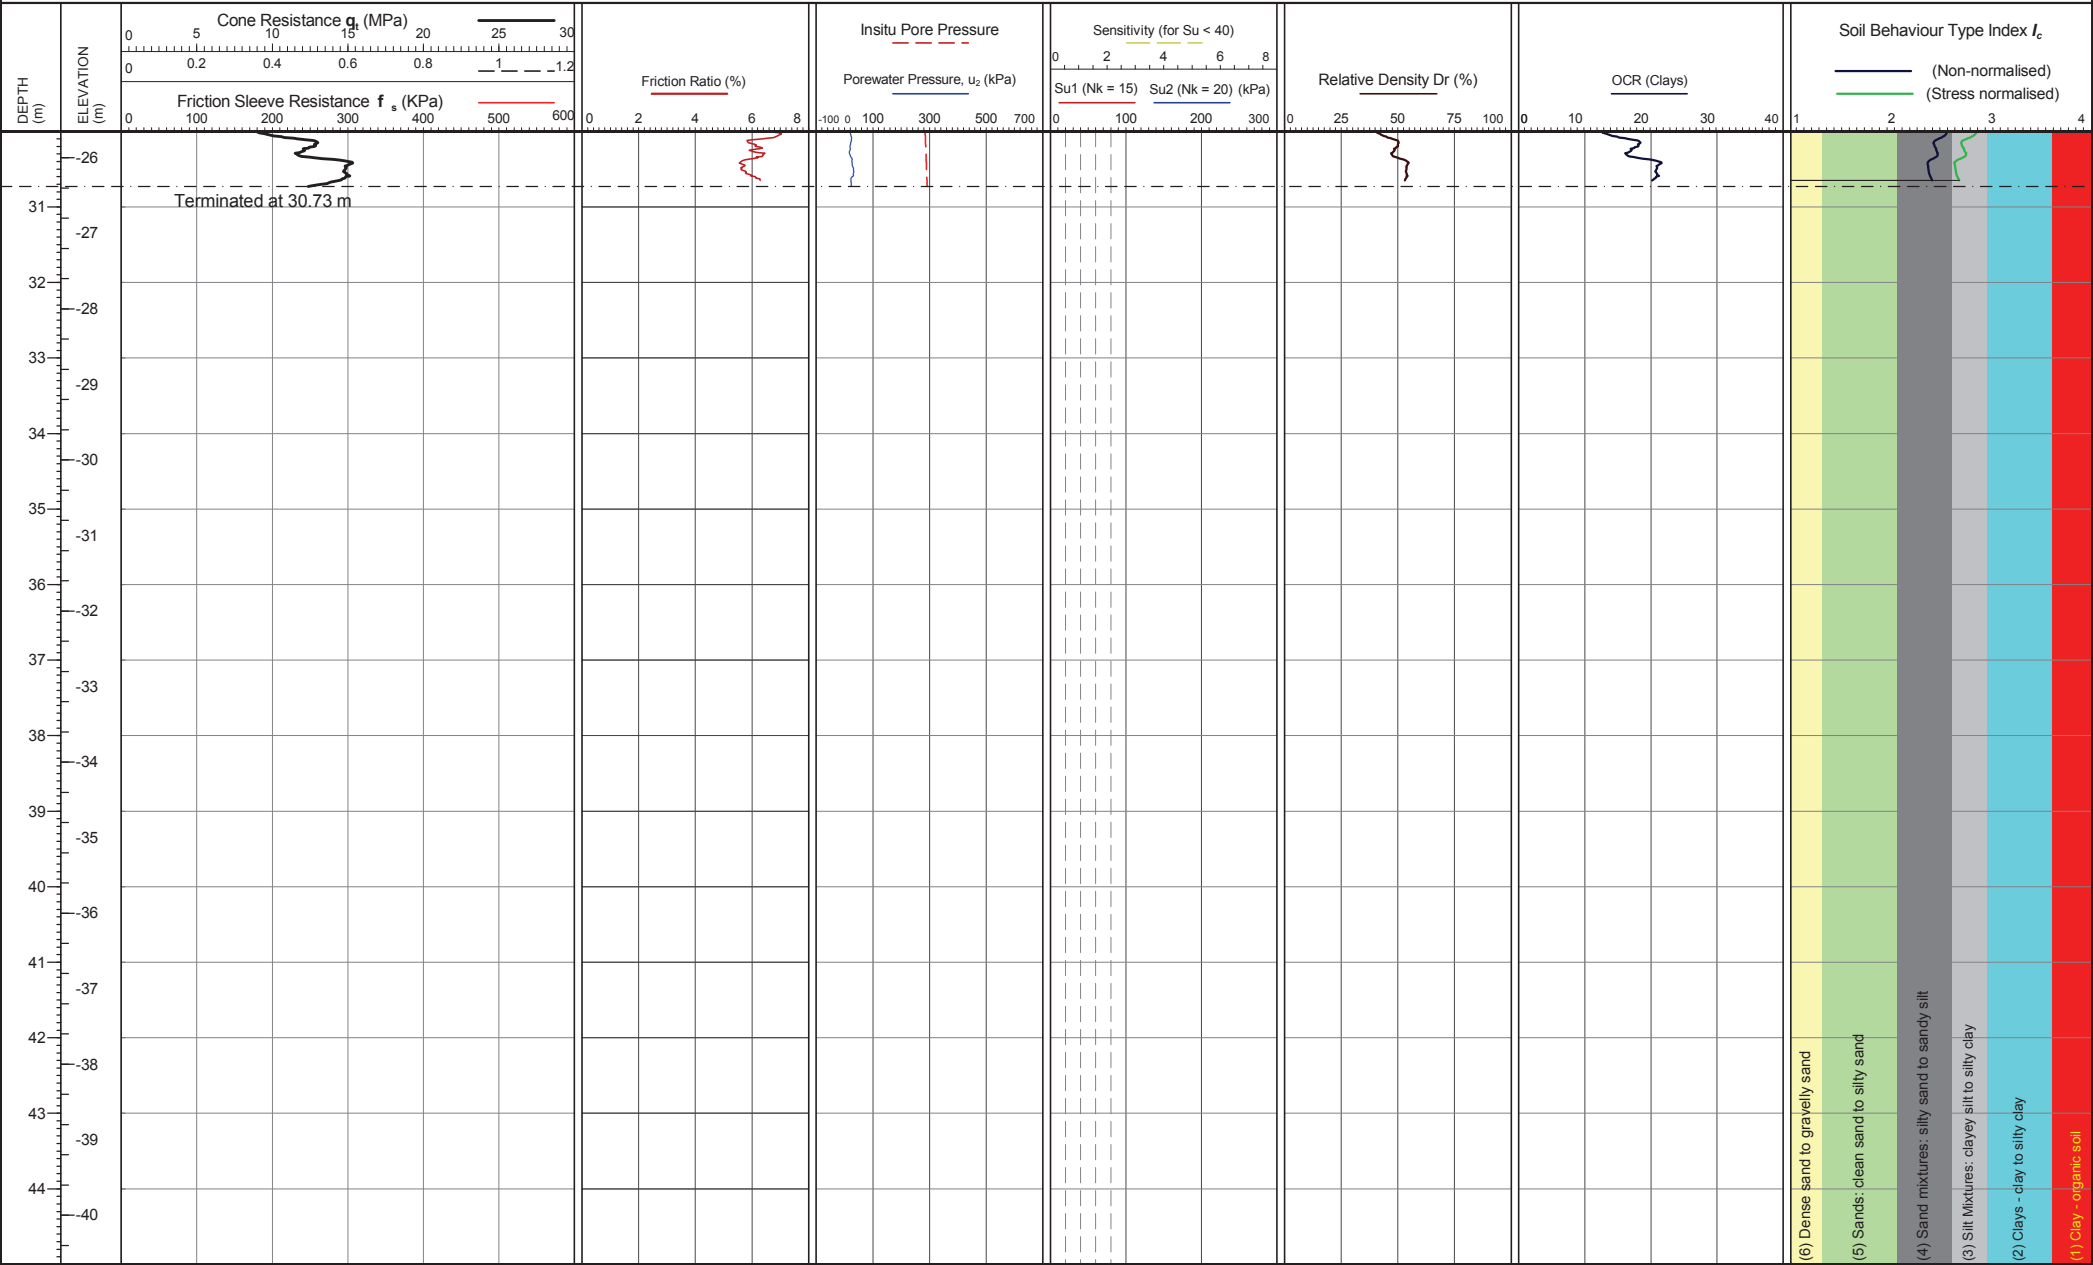 DEPTH
(m)
ELEVATION
(m)
Cone Resistance qt (MPa)
0 5 10 15 20 25 30
0 0.2 0.4 0.6 0.8 1 1.2
Friction Sleeve Resistance f s (KPa)
0 100 200 300 400 500 600
Friction Ratio (%)
0 2 4 6 8
Insitu Pore Pressure
Porewater Pressure, u2 (kPa)
-100 0 100 300 500 700
Sensitivity (for Su < 40)
0 2 4 6 8
Su1 (Nk = 15) Su2 (Nk = 20) (kPa)
0 100 200 300
Relative Density Dr (%)
0 25 50 75 100
OCR (Clays)
0 10 20 30 40
Soil Behaviour Type Index Ic
(Non-normalised)
(Stress normalised)
1 2 3 4
-26
Terminated at 30.73 m
31
-27
32
-28
33
-29
34
-30
35
-31
36
-32
37
-33
38
-34
39
-35
40
-36
41
-37
42
-38
43
-39
44
-40
(6) Dense sand to gravelly sand
(5) Sands: clean sand to silty sand
(4) Sand mixtures: silty sand to sandy silt
(3) Silt Mixtures: clayey silt to silty clay
(2) Clays - clay to silty clay
(1) Clay - organic soil